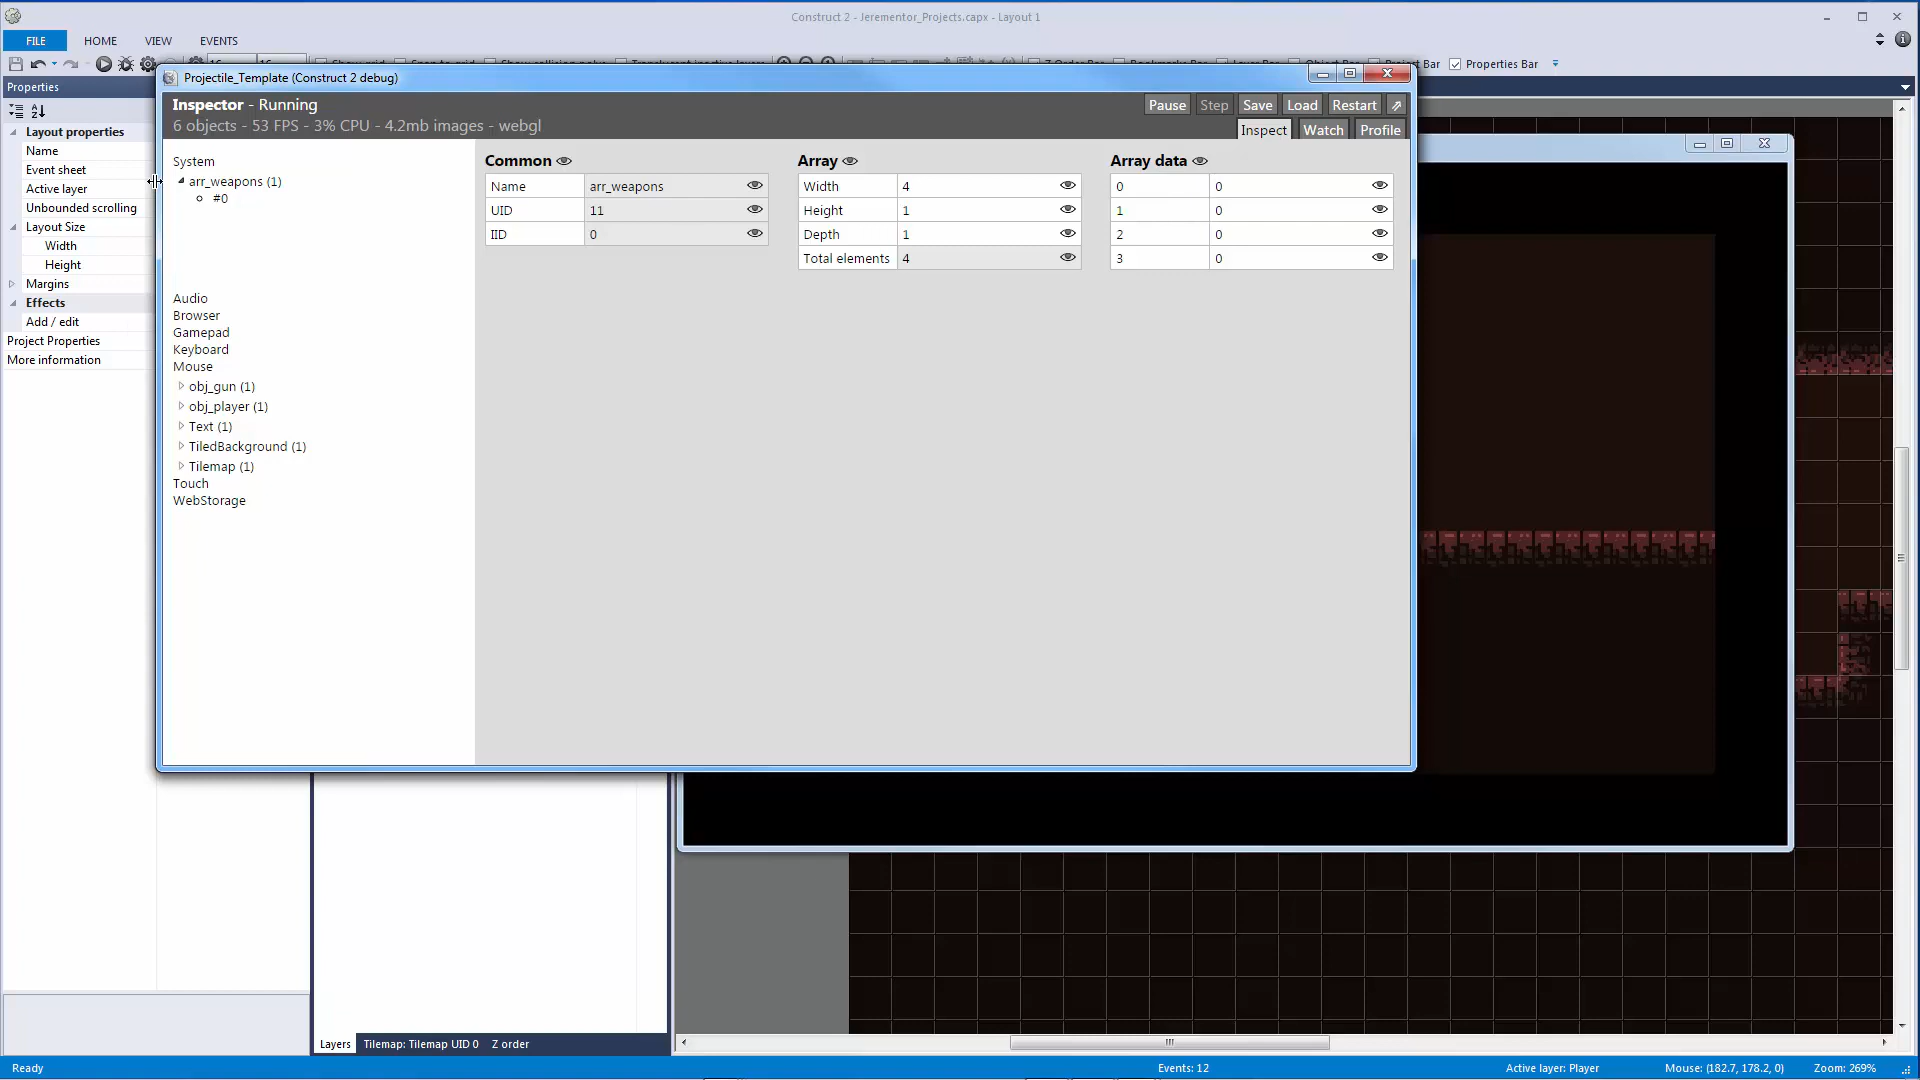 Construct 2 - Jerementor_Projects.capx - Layout 1
FILE HOME VIEW EVENTS
Project Bar Properties Bar
Properties
Layout properties
Name
Event sheet
Active layer
Unbounded scrolling
Layout Size
Width
Height
Margins
Effects
Add / edit
Project Properties
More information
Projectile_Template (Construct 2 debug)
Inspector - Running
6 objects - 53 FPS - 3% CPU - 4.2mb images - webgl
Pause Step Save Load Restart
Inspect Watch Profile
System
arr_weapons (1)
#0
Audio
Browser
Gamepad
Keyboard
Mouse
obj_gun (1)
obj_player (1)
Text (1)
TiledBackground (1)
Tilemap (1)
Touch
WebStorage
Common
Name arr_weapons
UID 11
IID 0
Array
Width 4
Height 1
Depth 1
Total elements 4
Array data
0 0
1 0
2 0
3 0
Layers Tilemap: Tilemap UID 0 Z order
Ready Events: 12 Active layer: Player Mouse: (182.7, 178.2, 0) Zoom: 269%